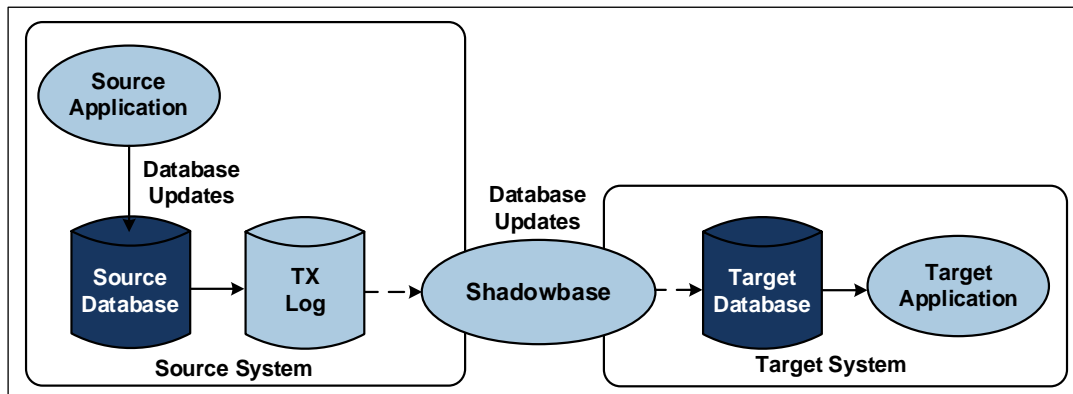 Source
Application
Database
Updates
Source
Database
TX
Log
Source System
Database
Updates
Shadowbase
Target
Database
Target
Application
Target System